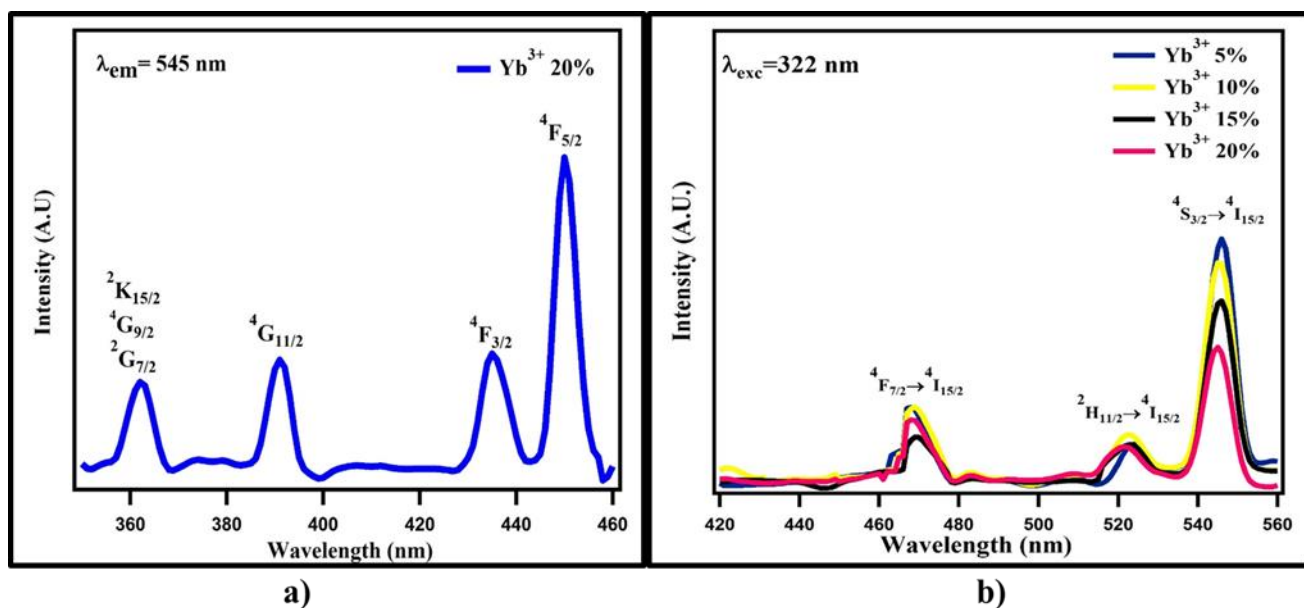 λem= 545 nm
Yb³⁺ 20%
⁴F5/2
²K15/2
⁴G9/2
²G7/2
⁴G11/2
⁴F3/2
Intensity (A.U)
360 380 400 420 440 460
Wavelength (nm)
a)
λexc=322 nm
Yb³⁺ 5%
Yb³⁺ 10%
Yb³⁺ 15%
Yb³⁺ 20%
⁴S3/2→⁴I15/2
⁴F7/2→⁴I15/2
²H11/2→⁴I15/2
Intensity (A.U.)
420 440 460 480 500 520 540 560
Wavelength (nm)
b)